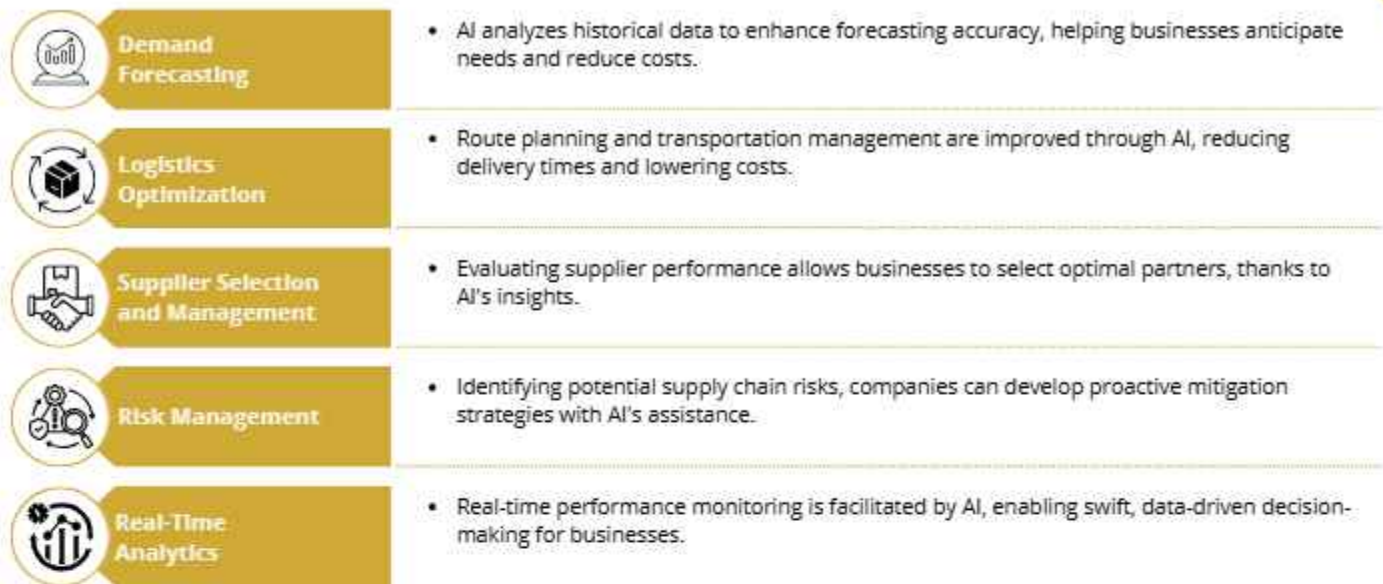 Demand
Forecasting
• AI analyzes historical data to enhance forecasting accuracy, helping businesses anticipate
needs and reduce costs.
Logistics
Optimization
• Route planning and transportation management are improved through AI, reducing
delivery times and lowering costs.
Supplier Selection
and Management
• Evaluating supplier performance allows businesses to select optimal partners, thanks to
AI's insights.
Risk Management
• Identifying potential supply chain risks, companies can develop proactive mitigation
strategies with AI's assistance.
Real-Time
Analytics
• Real-time performance monitoring is facilitated by AI, enabling swift, data-driven decision-
making for businesses.